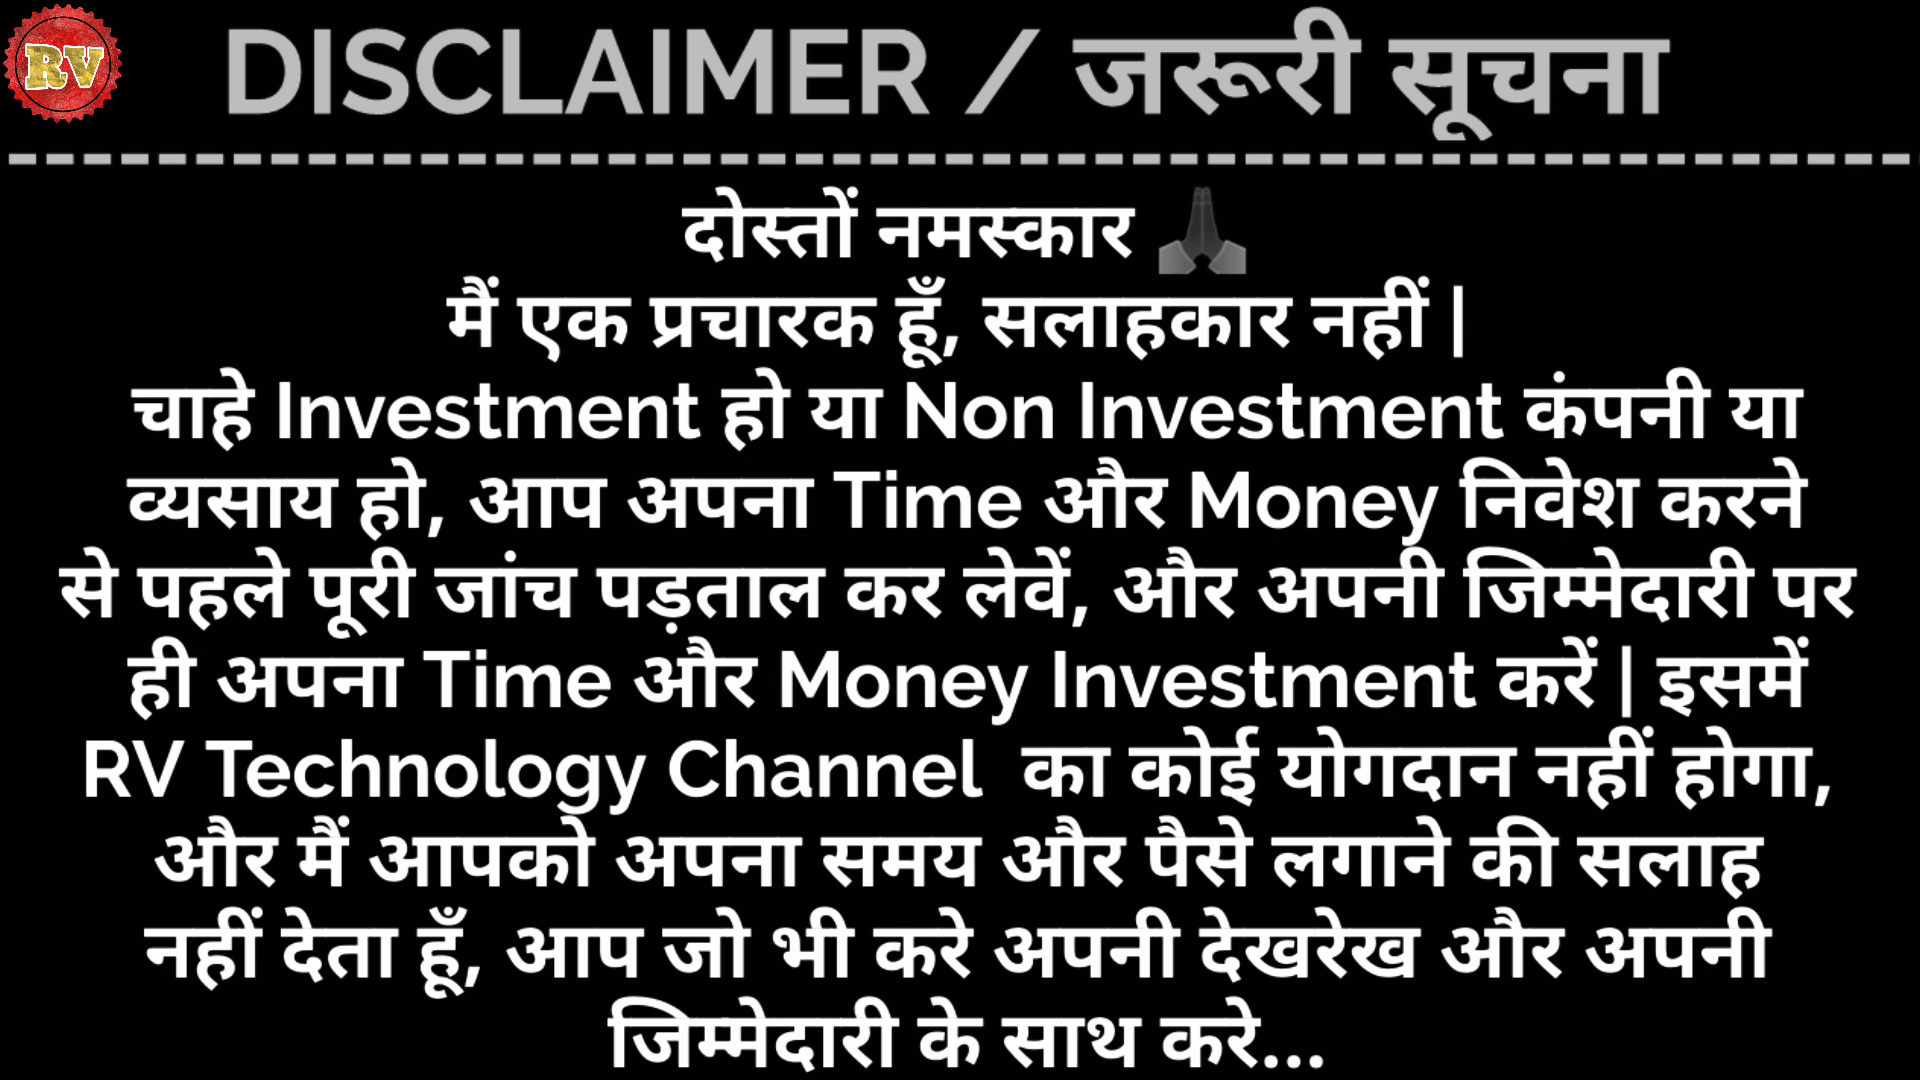 RV
DISCLAIMER / जरूरी सूचना
दोस्तों नमस्कार 🙏
मैं एक प्रचारक हूँ, सलाहकार नहीं |
चाहे Investment हो या Non Investment कंपनी या
व्यसाय हो, आप अपना Time और Money निवेश करने
से पहले पूरी जांच पड़ताल कर लेवें, और अपनी जिम्मेदारी पर
ही अपना Time और Money Investment करें | इसमें
RV Technology Channel का कोई योगदान नहीं होगा,
और मैं आपको अपना समय और पैसे लगाने की सलाह
नहीं देता हूँ, आप जो भी करे अपनी देखरेख और अपनी
जिम्मेदारी के साथ करे...